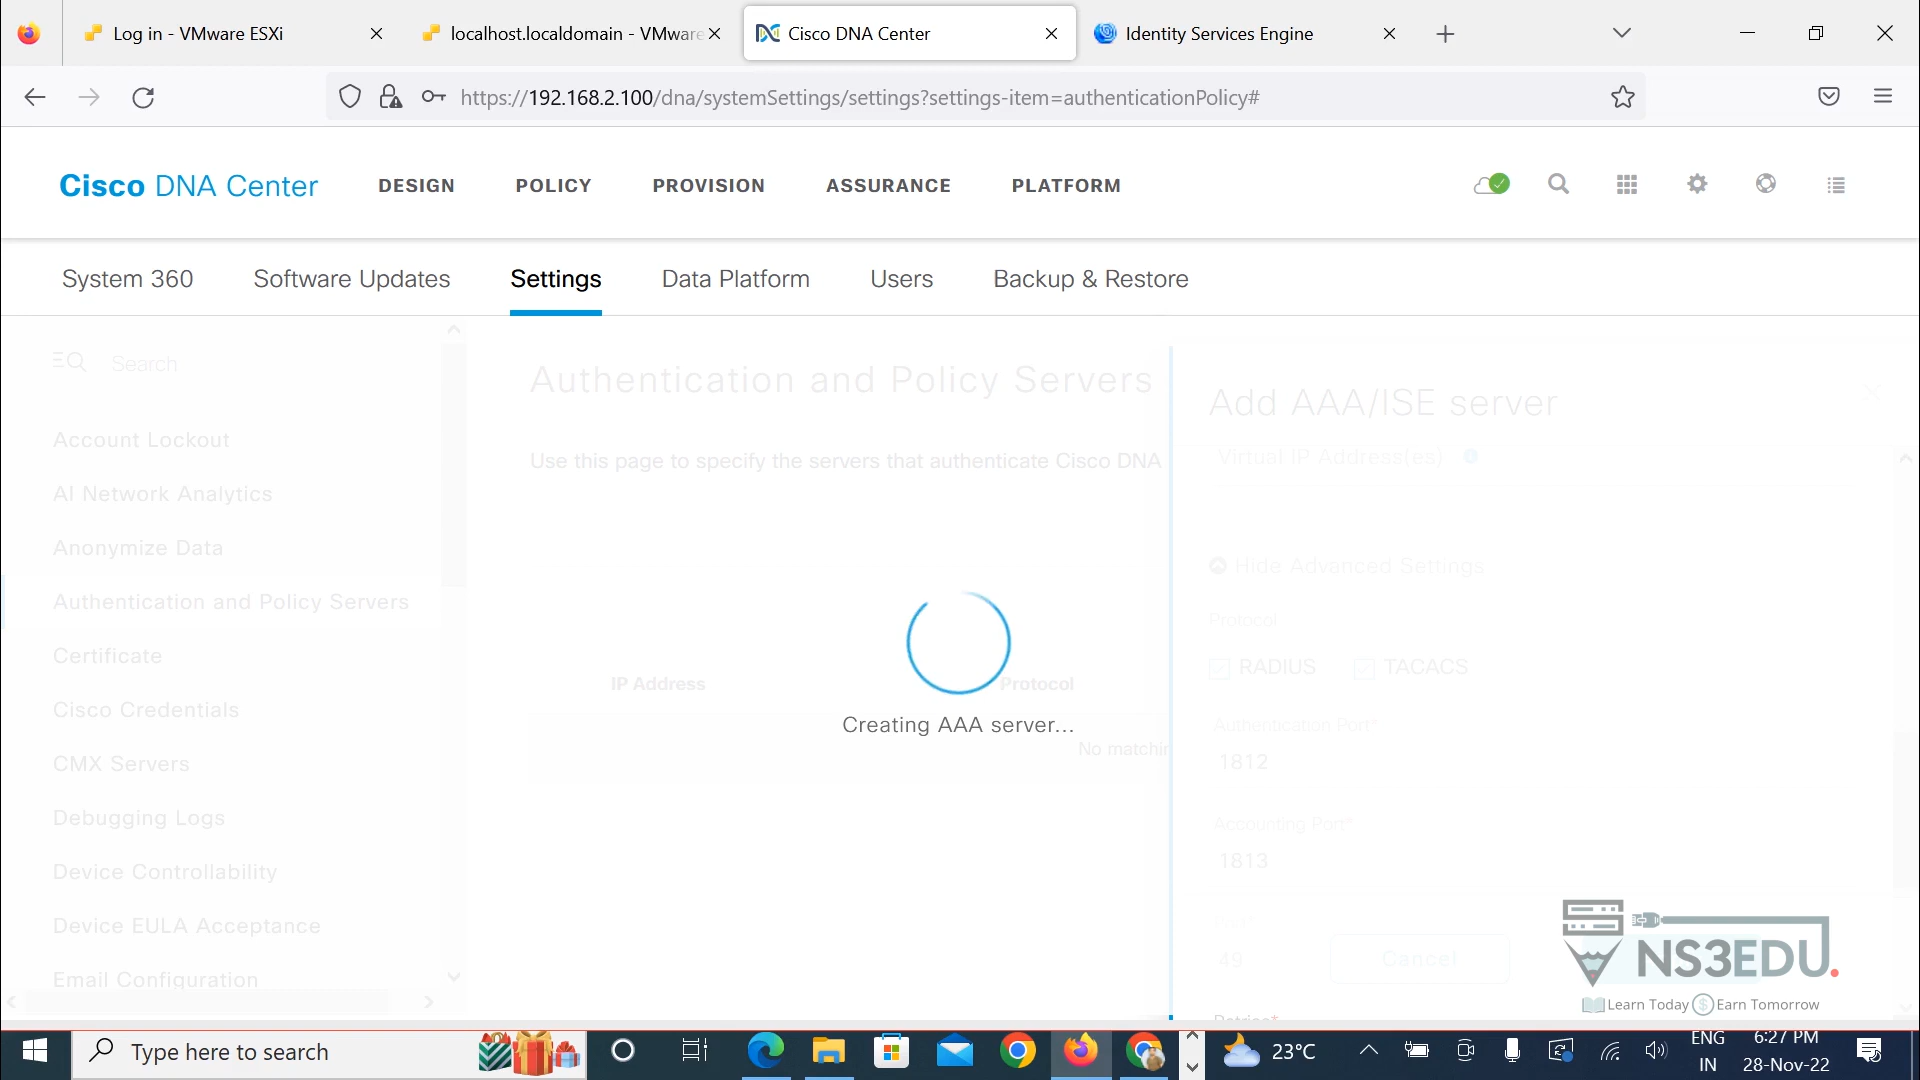 Log in - VMware ESXi
localhost.localdomain - VMware
Cisco DNA Center
Identity Services Engine
https://192.168.2.100/dna/systemSettings/settings?settings-item=authenticationPolicy#
Cisco DNA Center
DESIGN
POLICY
PROVISION
ASSURANCE
PLATFORM
System 360
Software Updates
Settings
Data Platform
Users
Backup & Restore
Search
Account Lockout
AI Network Analytics
Anonymize Data
Authentication and Policy Servers
Certificate
Cisco Credentials
CMX Servers
Debugging Logs
Device Controllability
Device EULA Acceptance
Email Configuration
Authentication and Policy Servers
Use this page to specify the servers that authenticate Cisco DNA
IP Address
Protocol
Creating AAA server...
No matchin
Add AAA/ISE server
Virtual IP Address(es)
Hide Advanced Settings
Protocol
RADIUS
TACACS
Authentication Port*
1812
Accounting Port*
1813
49
Cancel
Retries*
NS3EDU.
Learn Today $ Earn Tomorrow
Type here to search
23°C
ENG
IN
6:27 PM
28-Nov-22